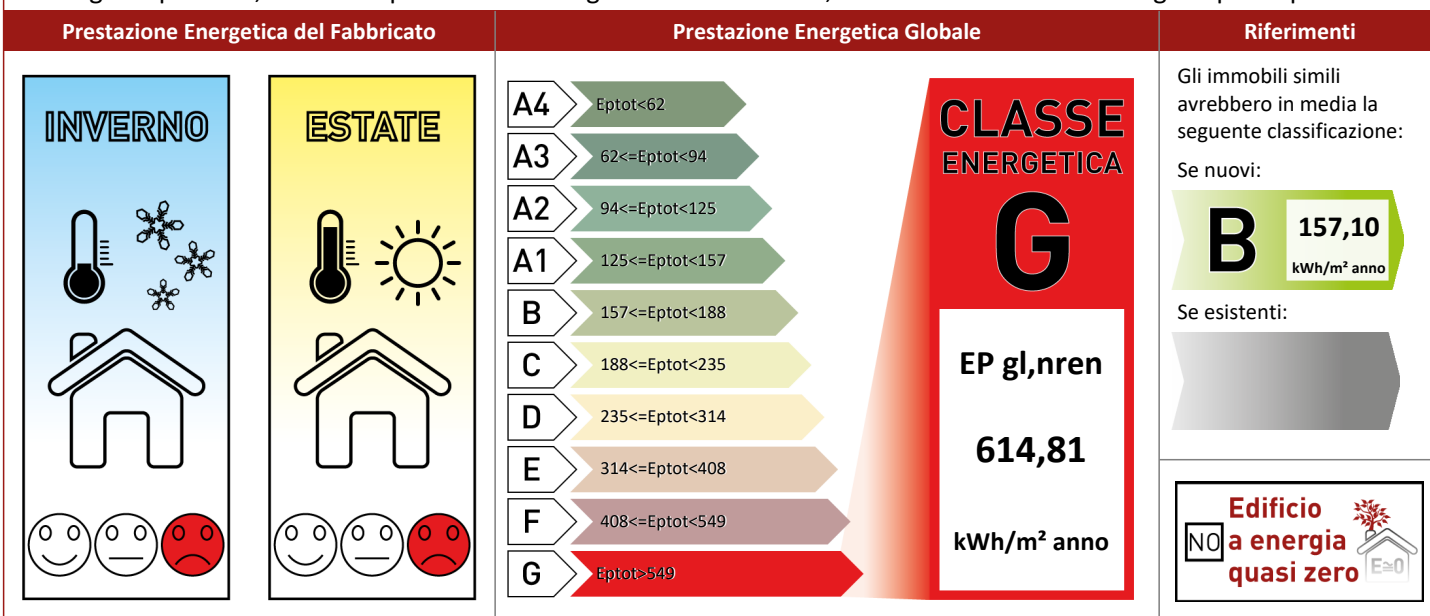 Prestazione Energetica del Fabbricato
Prestazione Energetica Globale
Riferimenti
INVERNO
ESTATE
A4 Eptot<62
A3 62<=Eptot<94
A2 94<=Eptot<125
A1 125<=Eptot<157
B 157<=Eptot<188
C 188<=Eptot<235
D 235<=Eptot<314
E 314<=Eptot<408
F 408<=Eptot<549
G Eptot>549
CLASSE
ENERGETICA
G
EP gl,nren
614,81
kWh/m² anno
Gli immobili simili
avrebbero in media la
seguente classificazione:
Se nuovi:
B 157,10
kWh/m² anno
Se esistenti:
Edificio
NO a energia
quasi zero
E≃0